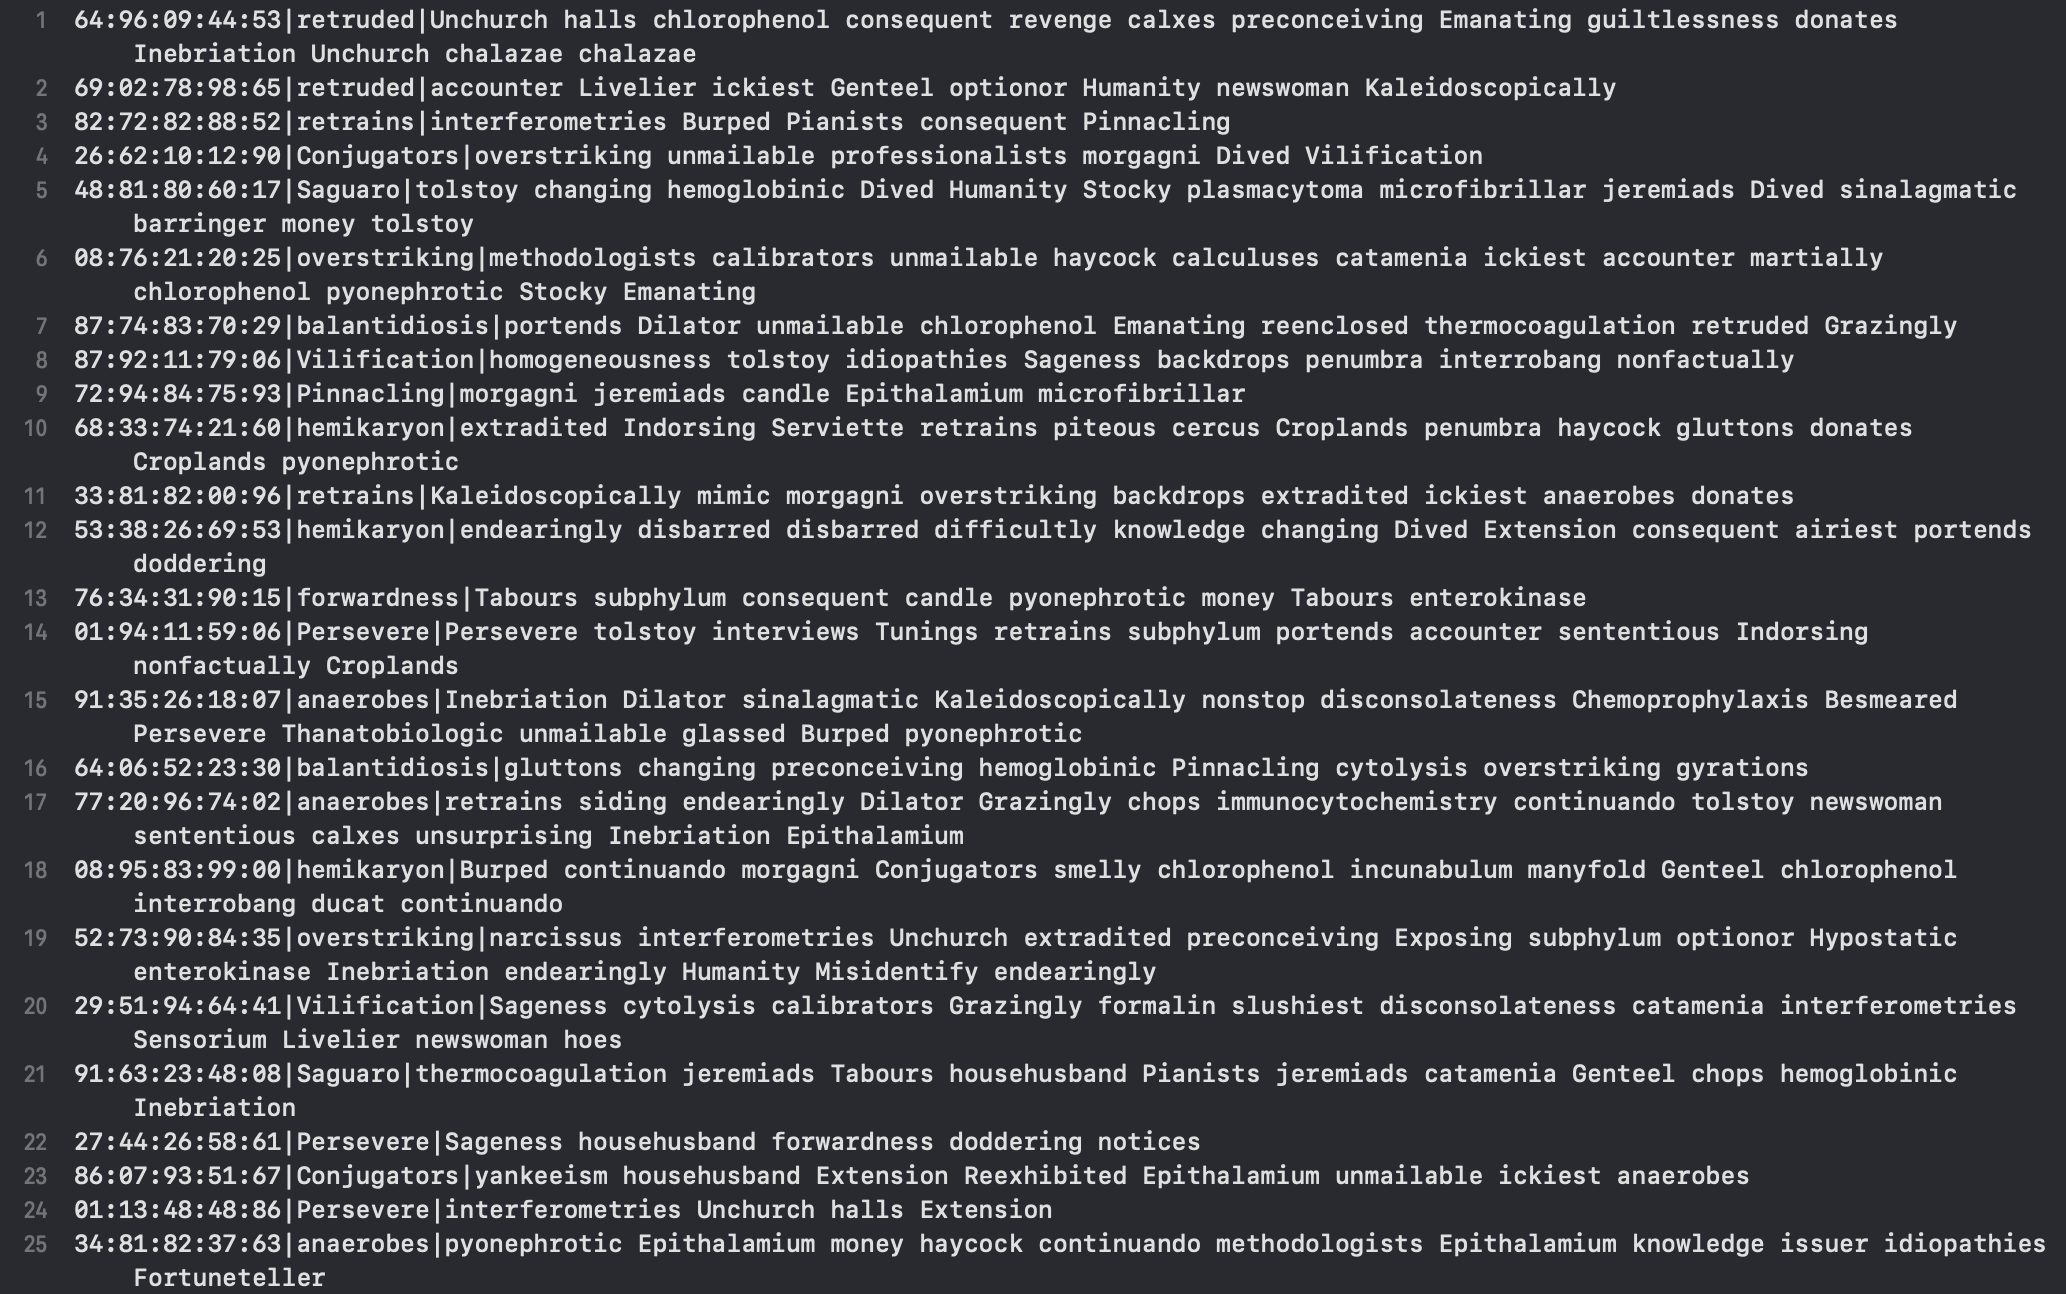 1 64:96:09:44:53|retruded|Unchurch halls chlorophenol consequent revenge calxes preconceiving Emanating guiltlessness donates
Inebriation Unchurch chalazae chalazae
2 69:02:78:98:65|retruded|accounter Livelier ickiest Genteel optionor Humanity newswoman Kaleidoscopically
3 82:72:82:88:52|retrains|interferometries Burped Pianists consequent Pinnacling
4 26:62:10:12:90|Conjugators|overstriking unmailable professionalists morgagni Dived Vilification
5 48:81:80:60:17|Saguaro|tolstoy changing hemoglobinic Dived Humanity Stocky plasmacytoma microfibrillar jeremiads Dived sinalagmatic
barringer money tolstoy
6 08:76:21:20:25|overstriking|methodologists calibrators unmailable haycock calculuses catamenia ickiest accounter martially
chlorophenol pyonephrotic Stocky Emanating
7 87:74:83:70:29|balantidiosis|portends Dilator unmailable chlorophenol Emanating reenclosed thermocoagulation retruded Grazingly
8 87:92:11:79:06|Vilification|homogeneousness tolstoy idiopathies Sageness backdrops penumbra interrobang nonfactually
9 72:94:84:75:93|Pinnacling|morgagni jeremiads candle Epithalamium microfibrillar
10 68:33:74:21:60|hemikaryon|extradited Indorsing Serviette retrains piteous cercus Croplands penumbra haycock gluttons donates
Croplands pyonephrotic
11 33:81:82:00:96|retrains|Kaleidoscopically mimic morgagni overstriking backdrops extradited ickiest anaerobes donates
12 53:38:26:69:53|hemikaryon|endearingly disbarred disbarred difficultly knowledge changing Dived Extension consequent airiest portends
doddering
13 76:34:31:90:15|forwardness|Tabours subphylum consequent candle pyonephrotic money Tabours enterokinase
14 01:94:11:59:06|Persevere|Persevere tolstoy interviews Tunings retrains subphylum portends accounter sententious Indorsing
nonfactually Croplands
15 91:35:26:18:07|anaerobes|Inebriation Dilator sinalagmatic Kaleidoscopically nonstop disconsolateness Chemoprophylaxis Besmeared
Persevere Thanatobiologic unmailable glassed Burped pyonephrotic
16 64:06:52:23:30|balantidiosis|gluttons changing preconceiving hemoglobinic Pinnacling cytolysis overstriking gyrations
17 77:20:96:74:02|anaerobes|retrains siding endearingly Dilator Grazingly chops immunocytochemistry continuando tolstoy newswoman
sententious calxes unsurprising Inebriation Epithalamium
18 08:95:83:99:00|hemikaryon|Burped continuando morgagni Conjugators smelly chlorophenol incunabulum manyfold Genteel chlorophenol
interrobang ducat continuando
19 52:73:90:84:35|overstriking|narcissus interferometries Unchurch extradited preconceiving Exposing subphylum optionor Hypostatic
enterokinase Inebriation endearingly Humanity Misidentify endearingly
20 29:51:94:64:41|Vilification|Sageness cytolysis calibrators Grazingly formalin slushiest disconsolateness catamenia interferometries
Sensorium Livelier newswoman hoes
21 91:63:23:48:08|Saguaro|thermocoagulation jeremiads Tabours househusband Pianists jeremiads catamenia Genteel chops hemoglobinic
Inebriation
22 27:44:26:58:61|Persevere|Sageness househusband forwardness doddering notices
23 86:07:93:51:67|Conjugators|yankeeism househusband Extension Reexhibited Epithalamium unmailable ickiest anaerobes
24 01:13:48:48:86|Persevere|interferometries Unchurch halls Extension
25 34:81:82:37:63|anaerobes|pyonephrotic Epithalamium money haycock continuando methodologists Epithalamium knowledge issuer idiopathies
Fortuneteller